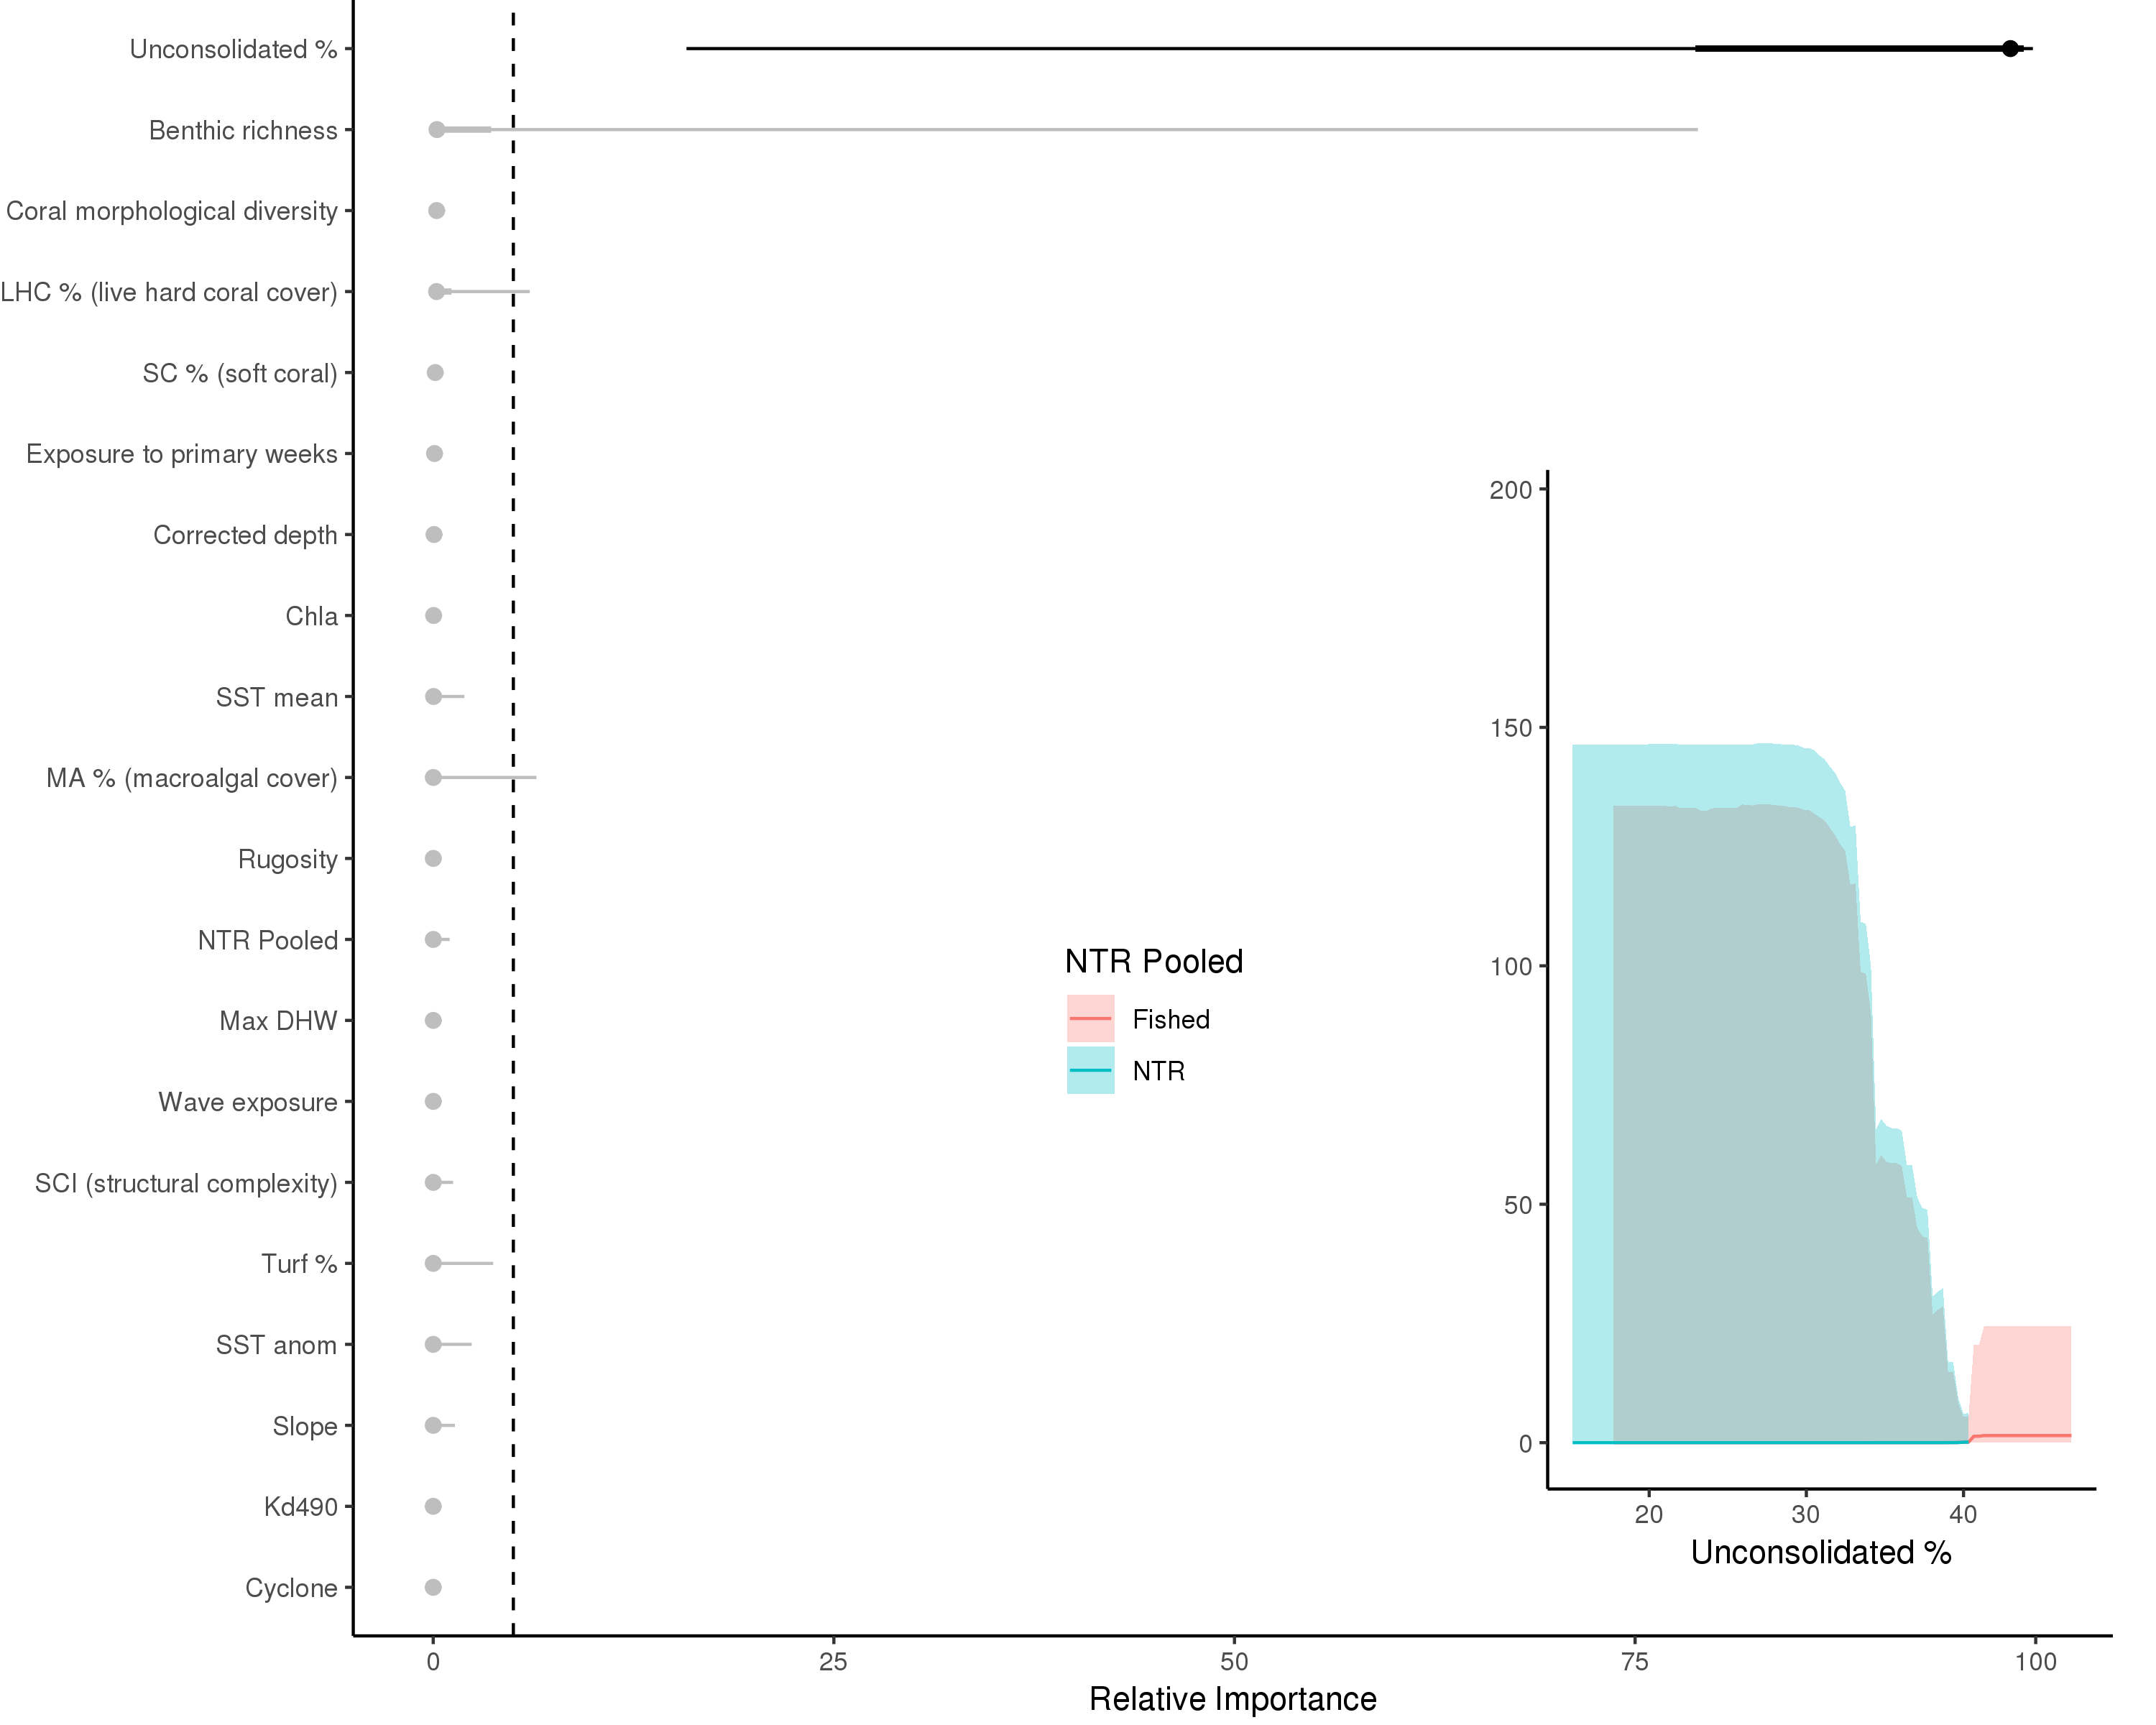 Unconsolidated %
Benthic richness
Coral morphological diversity
LHC % (live hard coral cover)
SC % (soft coral)
Exposure to primary weeks
Corrected depth
Chla
SST mean
MA % (macroalgal cover)
Rugosity
NTR Pooled
Max DHW
Wave exposure
SCI (structural complexity)
Turf %
SST anom
Slope
Kd490
Cyclone
0 25 50 75 100
Relative Importance
NTR Pooled
Fished
NTR
200
150
100
50
0
20 30 40
Unconsolidated %